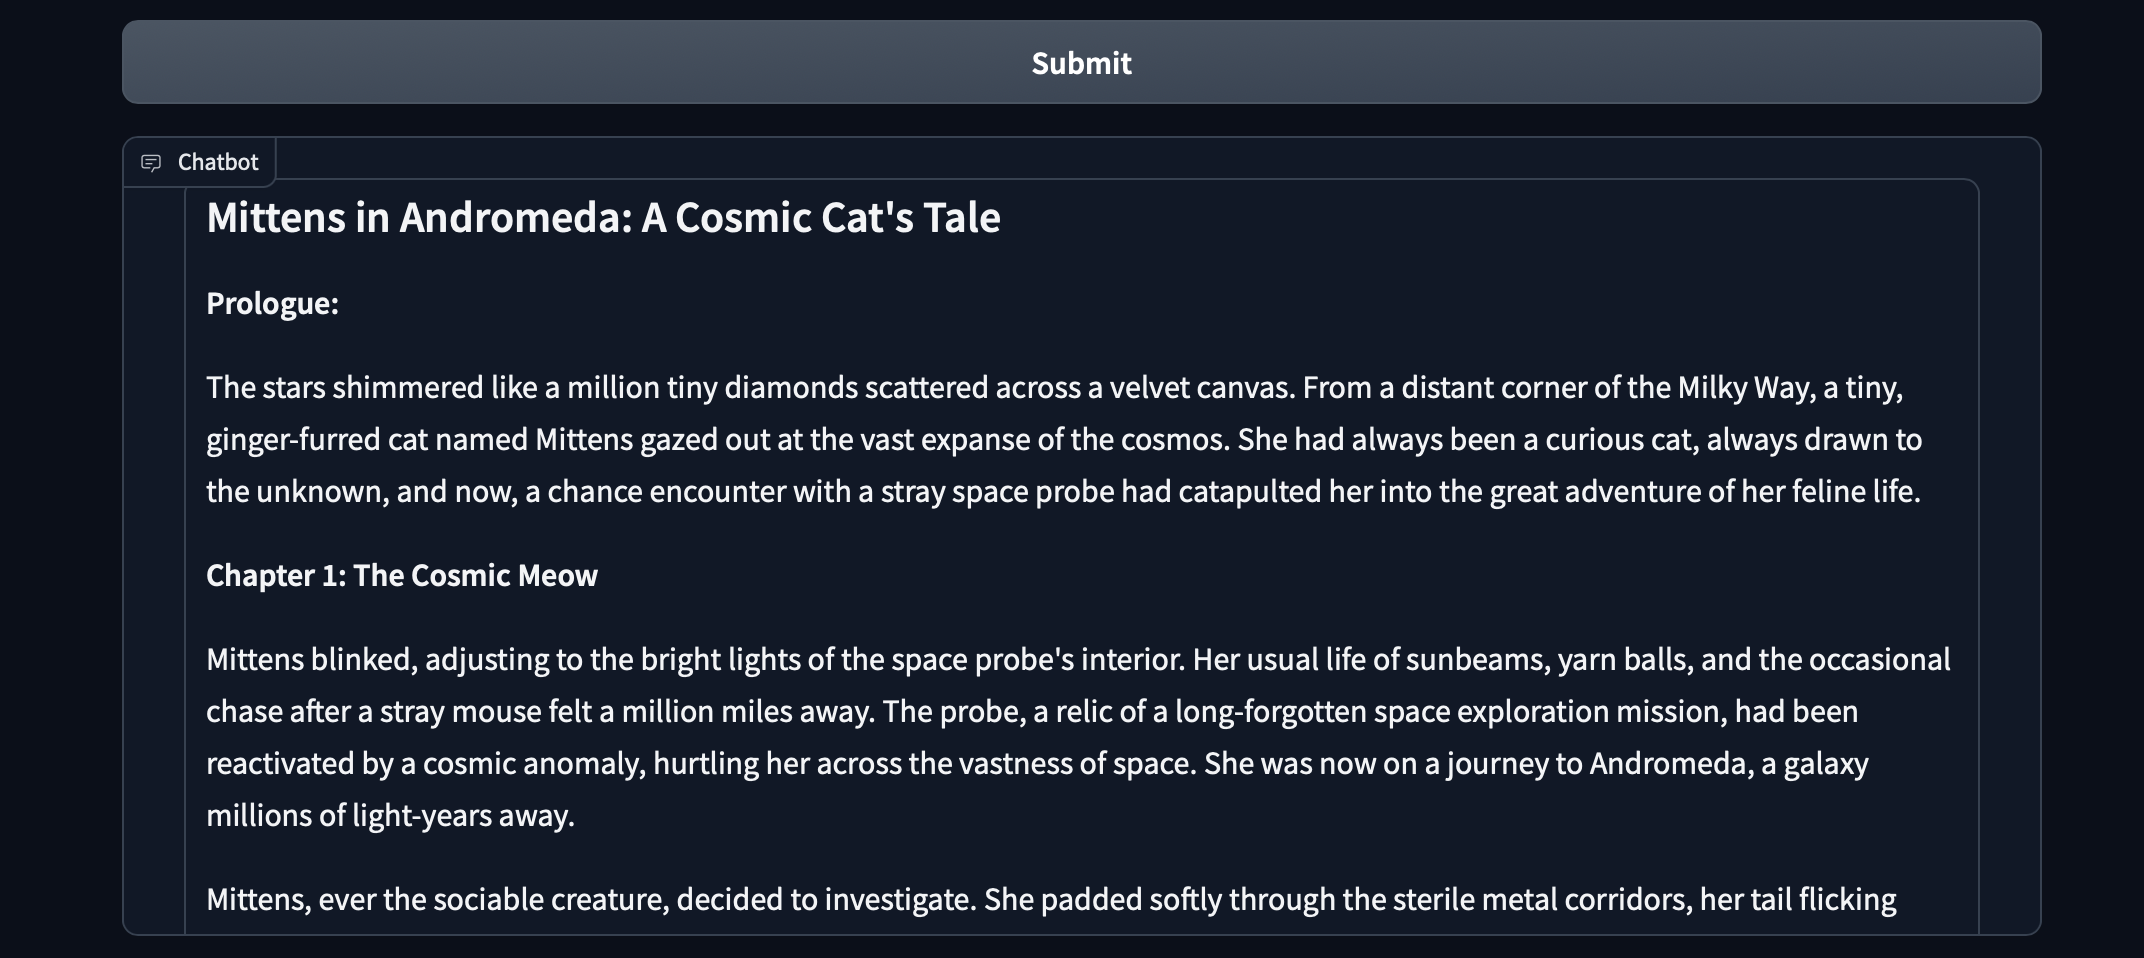 Submit
Chatbot
Mittens in Andromeda: A Cosmic Cat's Tale
Prologue:
The stars shimmered like a million tiny diamonds scattered across a velvet canvas. From a distant corner of the Milky Way, a tiny,
ginger-furred cat named Mittens gazed out at the vast expanse of the cosmos. She had always been a curious cat, always drawn to
the unknown, and now, a chance encounter with a stray space probe had catapulted her into the great adventure of her feline life.
Chapter 1: The Cosmic Meow
Mittens blinked, adjusting to the bright lights of the space probe's interior. Her usual life of sunbeams, yarn balls, and the occasional
chase after a stray mouse felt a million miles away. The probe, a relic of a long-forgotten space exploration mission, had been
reactivated by a cosmic anomaly, hurtling her across the vastness of space. She was now on a journey to Andromeda, a galaxy
millions of light-years away.
Mittens, ever the sociable creature, decided to investigate. She padded softly through the sterile metal corridors, her tail flicking